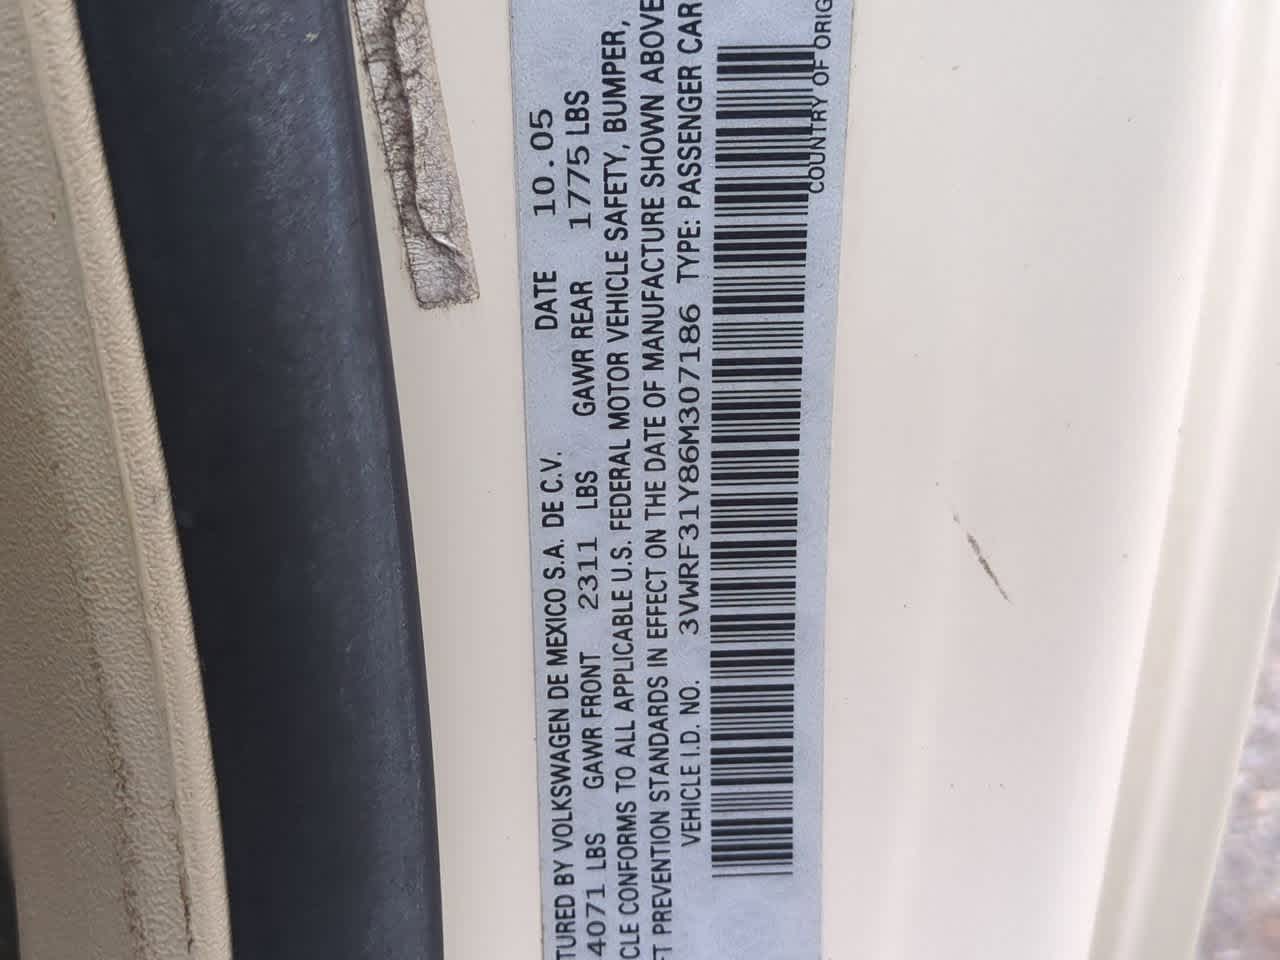 TURED BY VOLKSWAGEN DE MEXICO S.A. DE C.V. DATE 10.05
4071 LBS GAWR FRONT 2311 LBS GAWR REAR 1775 LBS
CLE CONFORMS TO ALL APPLICABLE U.S. FEDERAL MOTOR VEHICLE SAFETY, BUMPER,
FT PREVENTION STANDARDS IN EFFECT ON THE DATE OF MANUFACTURE SHOWN ABOVE
VEHICLE I.D. NO. 3VWRF31Y86M307186 TYPE: PASSENGER CAR
COUNTRY OF ORIG